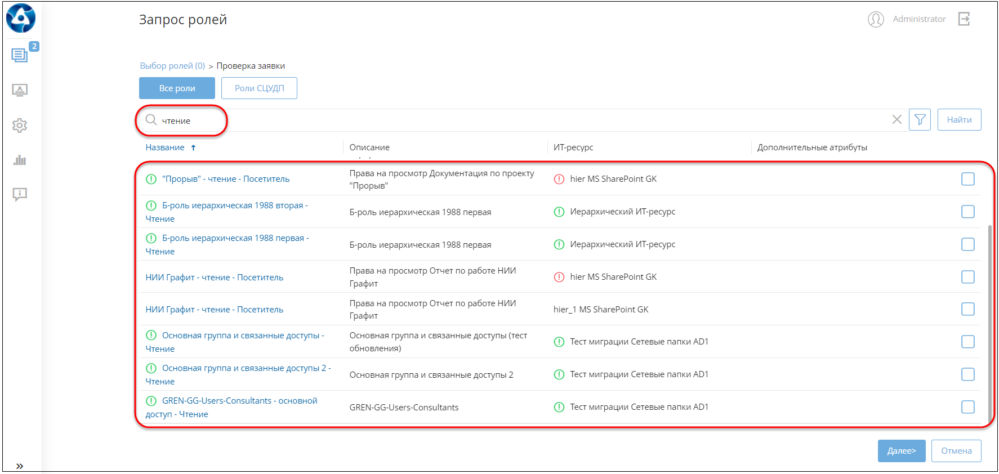 Запрос ролей
Administrator
2
Выбор ролей (0) > Проверка заявки
Все роли
Роли СЦУДП
чтение
Найти
Название
Описание
ИТ-ресурс
Дополнительные атрибуты
"Прорыв" - чтение - Посетитель
Права на просмотр Документация по проекту
"Прорыв"
hier MS SharePoint GK
Б-роль иерархическая 1988 вторая -
Чтение
Б-роль иерархическая 1988 первая
Иерархический ИТ-ресурс
Б-роль иерархическая 1988 первая -
Чтение
Б-роль иерархическая 1988 первая
Иерархический ИТ-ресурс
НИИ Графит - чтение - Посетитель
Права на просмотр Отчет по работе НИИ
Графит
hier MS SharePoint GK
НИИ Графит - чтение - Посетитель
Права на просмотр Отчет по работе НИИ
Графит
hier_1 MS SharePoint GK
Основная группа и связанные доступы -
Чтение
Основная группа и связанные доступы (тест
обновления)
Тест миграции Сетевые папки AD1
Основная группа и связанные доступы 2 -
Чтение
Основная группа и связанные доступы 2
Тест миграции Сетевые папки AD1
GREN-GG-Users-Consultants - основной
доступ - Чтение
GREN-GG-Users-Consultants
Тест миграции Сетевые папки AD1
Далее>
Отмена